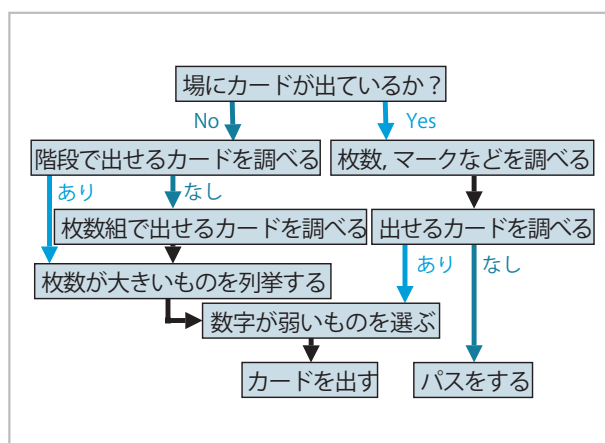 場にカードが出ているか？
No
Yes
階段で出せるカードを調べる
枚数,マークなどを調べる
あり
なし
枚数組で出せるカードを調べる
出せるカードを調べる
枚数が大きいものを列挙する
あり
なし
数字が弱いものを選ぶ
カードを出す
パスをする